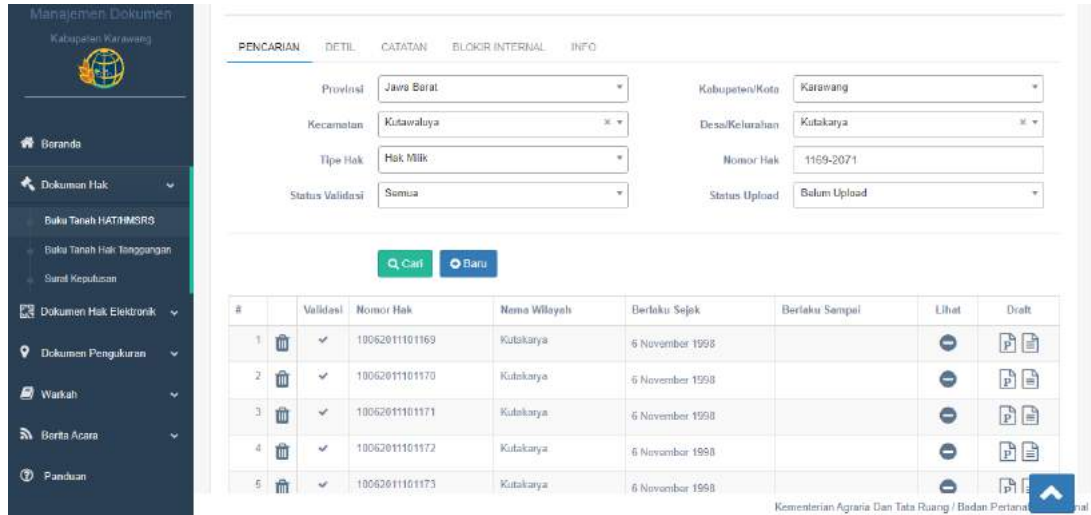 Manajemen Dokumen
Kabupaten Karawang
Beranda
Dokumen Hak
Buku Tanah HAT/HMSRS
Buku Tanah Hak Tanggungan
Surat Keputusan
Dokumen Hak Elektronik
Dokumen Pengukuran
Warkah
Berita Acara
Panduan
PENCARIAN DETIL CATATAN BLOKIR INTERNAL INFO
Provinsi Jawa Barat Kabupaten/Kota Karawang
Kecamatan Kutawaluya Desa/Kelurahan Kutakarya
Tipe Hak Hak Milik Nomor Hak 1169-2071
Status Validasi Semua Status Upload Belum Upload
Cari Baru
# Validasi Nomor Hak Nama Wilayah Berlaku Sejak Berlaku Sampai Lihat Draft
1 10062011101169 Kutakarya 6 November 1998
2 10062011101170 Kutakarya 6 November 1998
3 10062011101171 Kutakarya 6 November 1998
4 10062011101172 Kutakarya 6 November 1998
5 10062011101173 Kutakarya 6 November 1998
Kementerian Agraria Dan Tata Ruang / Badan